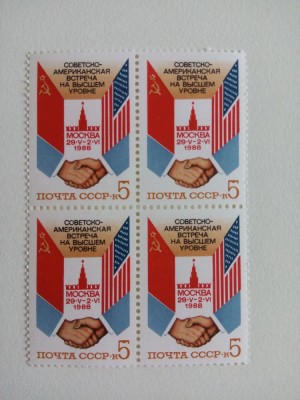 СОВЕТСКО-
АМЕРИКАНСКАЯ
ВСТРЕЧА
НА ВЫСШЕМ
УРОВНЕ
МОСКВА
29·V-2·VI
1988
ПОЧТА СССР·К5
СОВЕТСКО-
АМЕРИКАНСКАЯ
ВСТРЕЧА
НА ВЫСШЕМ
УРОВНЕ
МОСКВА
29·V-2·VI
1988
ПОЧТА СССР·К5
СОВЕТСКО-
АМЕРИКАНСКАЯ
ВСТРЕЧА
НА ВЫСШЕМ
УРОВНЕ
МОСКВА
29·V-2·VI
1988
ПОЧТА СССР·К5
СОВЕТСКО-
АМЕРИКАНСКАЯ
ВСТРЕЧА
НА ВЫСШЕМ
УРОВНЕ
МОСКВА
29·V-2·VI
1988
ПОЧТА СССР·К5